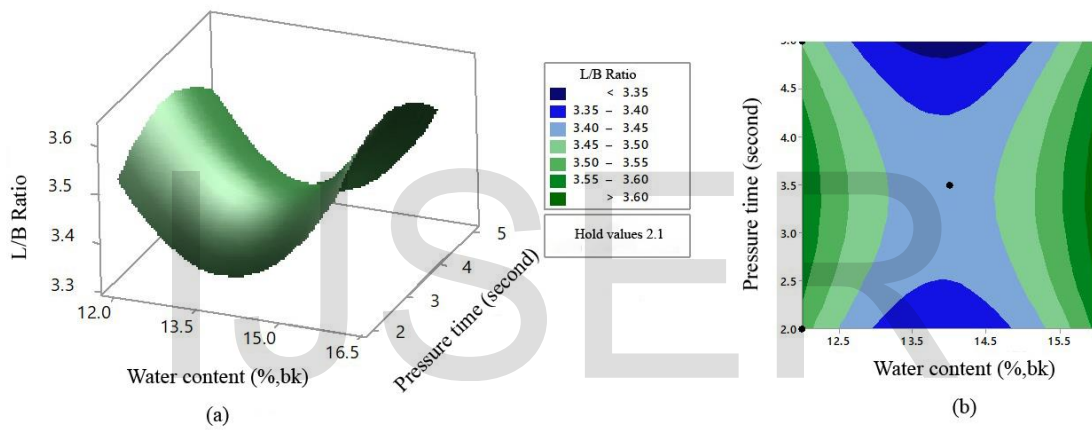 L/B Ratio
3.6
3.5
3.4
3.3
12.0
13.5
15.0
16.5
Water content (%,bk)
2
3
4
5
Pressure time (second)
(a)
L/B Ratio
< 3.35
3.35 – 3.40
3.40 – 3.45
3.45 – 3.50
3.50 – 3.55
3.55 – 3.60
> 3.60
Hold values 2.1
Pressure time (second)
5.0
4.5
4.0
3.5
3.0
2.5
2.0
12.5
13.5
14.5
15.5
Water content (%,bk)
(b)
IJSER